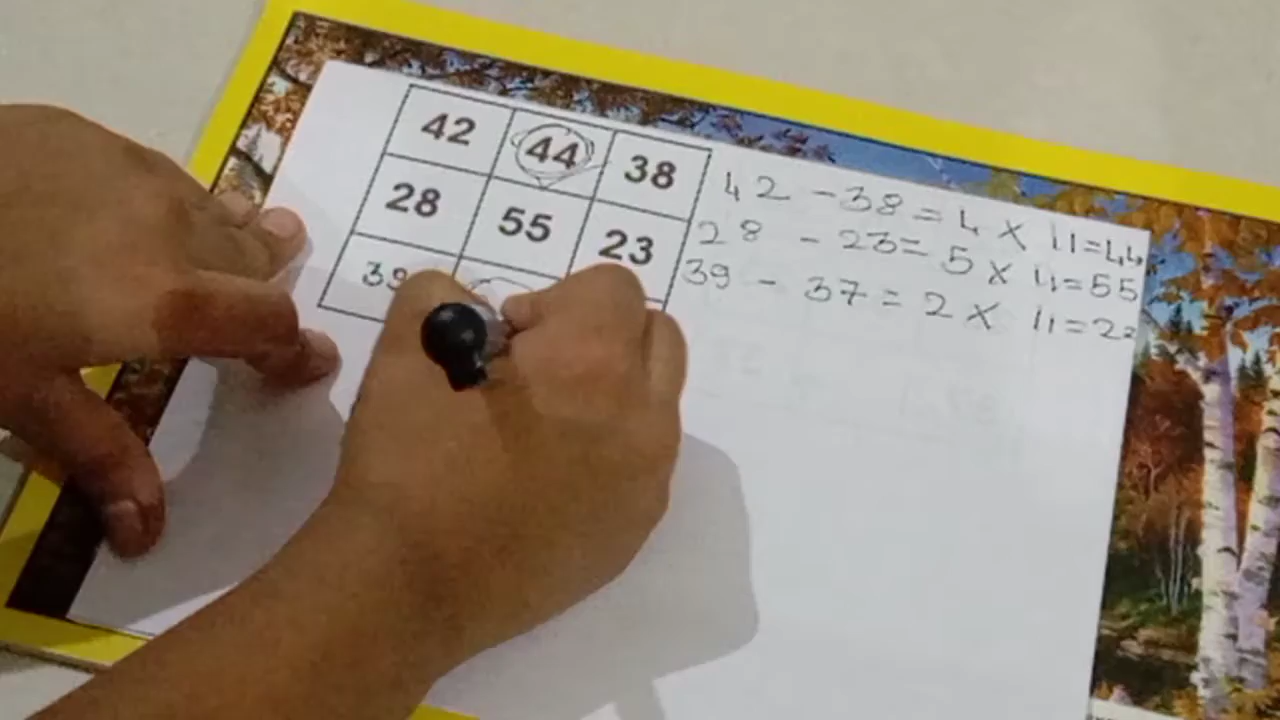 42 44 38
28 55 23
39
42 - 38 = 4 X 11 = 44
28 - 23 = 5 X 11 = 55
39 - 37 = 2 X 11 = 22